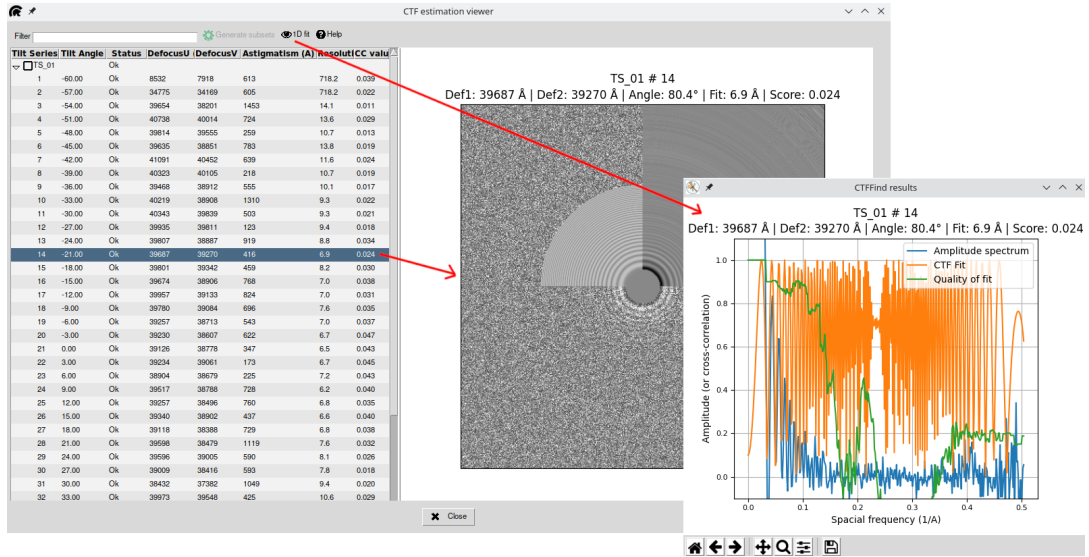 CTF estimation viewer
Filter Generate subsets 1D fit Help
Tilt Series Tilt Angle Status DefocusU ( DefocusV Astigmatism (A) Resoluti CC valu
TS_01 Ok
1 -60.00 Ok 8532 7918 613 718.2 0.039
2 -57.00 Ok 34775 34169 605 718.2 0.022
3 -54.00 Ok 39654 38201 1453 14.1 0.011
4 -51.00 Ok 40738 40014 724 13.6 0.029
5 -48.00 Ok 39814 39555 259 10.7 0.013
6 -45.00 Ok 39635 38851 783 13.8 0.019
7 -42.00 Ok 41091 40452 639 11.6 0.024
8 -39.00 Ok 40323 40105 218 10.7 0.019
9 -36.00 Ok 39468 38912 555 10.1 0.017
10 -33.00 Ok 40219 38908 1310 9.3 0.022
11 -30.00 Ok 40343 39839 503 9.3 0.021
12 -27.00 Ok 39935 39811 123 9.4 0.018
13 -24.00 Ok 39807 38887 919 8.8 0.034
14 -21.00 Ok 39687 39270 416 6.9 0.024
15 -18.00 Ok 39801 39342 459 8.2 0.030
16 -15.00 Ok 39674 38906 768 7.0 0.038
17 -12.00 Ok 39957 39133 824 7.0 0.031
18 -9.00 Ok 39780 39084 696 7.6 0.035
19 -6.00 Ok 39257 38713 543 7.0 0.037
20 -3.00 Ok 39230 38607 622 6.7 0.047
21 0.00 Ok 39126 38778 347 6.5 0.043
22 3.00 Ok 39234 39061 173 6.7 0.045
23 6.00 Ok 38904 38679 225 7.2 0.043
24 9.00 Ok 39517 38788 728 6.2 0.040
25 12.00 Ok 39257 38496 760 6.8 0.035
26 15.00 Ok 39340 38902 437 6.6 0.040
27 18.00 Ok 39118 38388 729 6.8 0.038
28 21.00 Ok 39598 38479 1119 7.6 0.032
29 24.00 Ok 39596 39005 590 8.1 0.026
30 27.00 Ok 39009 38416 593 7.8 0.018
31 30.00 Ok 38432 37382 1049 9.4 0.020
32 33.00 Ok 39973 39548 425 10.6 0.029
TS_01 # 14
Def1: 39687 Å | Def2: 39270 Å | Angle: 80.4° | Fit: 6.9 Å | Score: 0.024
Close
CTFFind results
TS_01 # 14
Def1: 39687 Å | Def2: 39270 Å | Angle: 80.4° | Fit: 6.9 Å | Score: 0.024
Amplitude spectrum
CTF Fit
Quality of fit
Amplitude (or cross-correlation)
1.0
0.8
0.6
0.4
0.2
0.0
0.0 0.1 0.2 0.3 0.4 0.5
Spacial frequency (1/A)